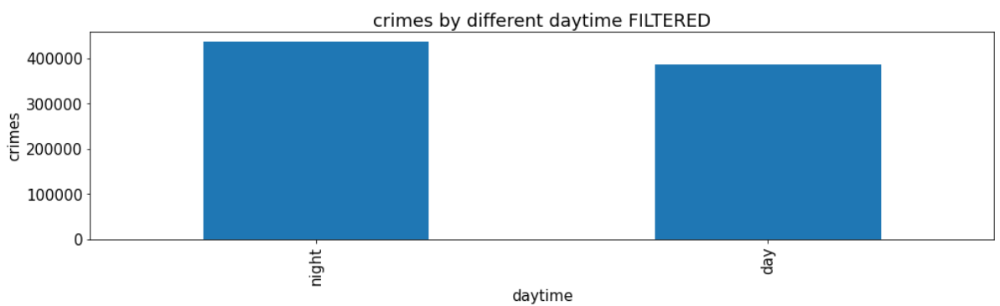 crimes by different daytime FILTERED
crimes
400000
300000
200000
100000
0
night
day
daytime